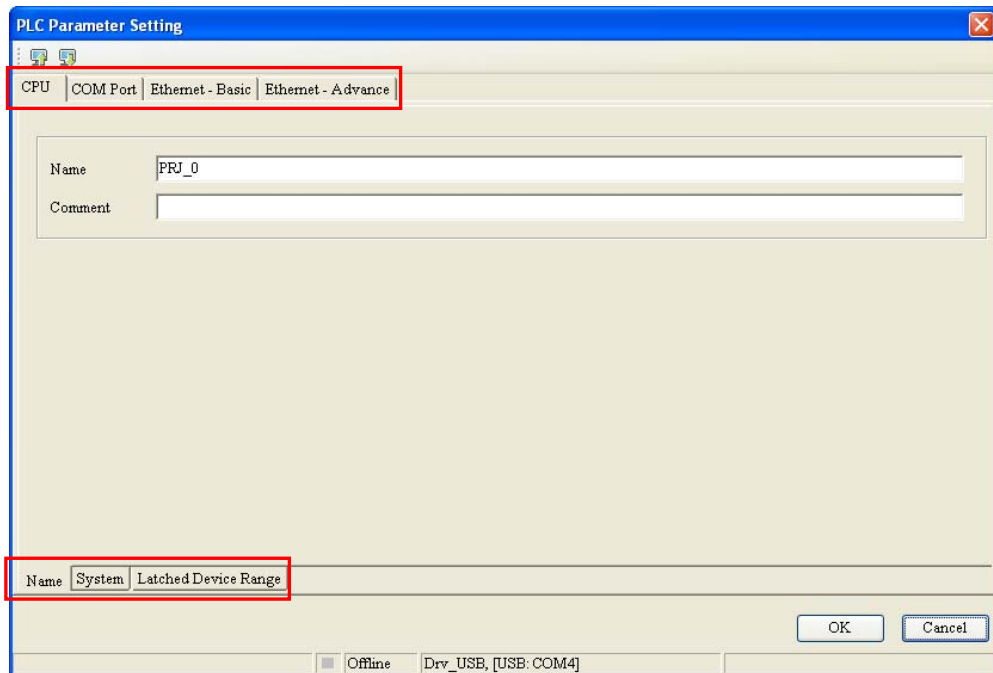 PLC Parameter Setting
CPU COM Port Ethernet - Basic Ethernet - Advance
Name PRJ_0
Comment
Name System Latched Device Range
OK Cancel
Offline Drv_USB, [USB: COM4]